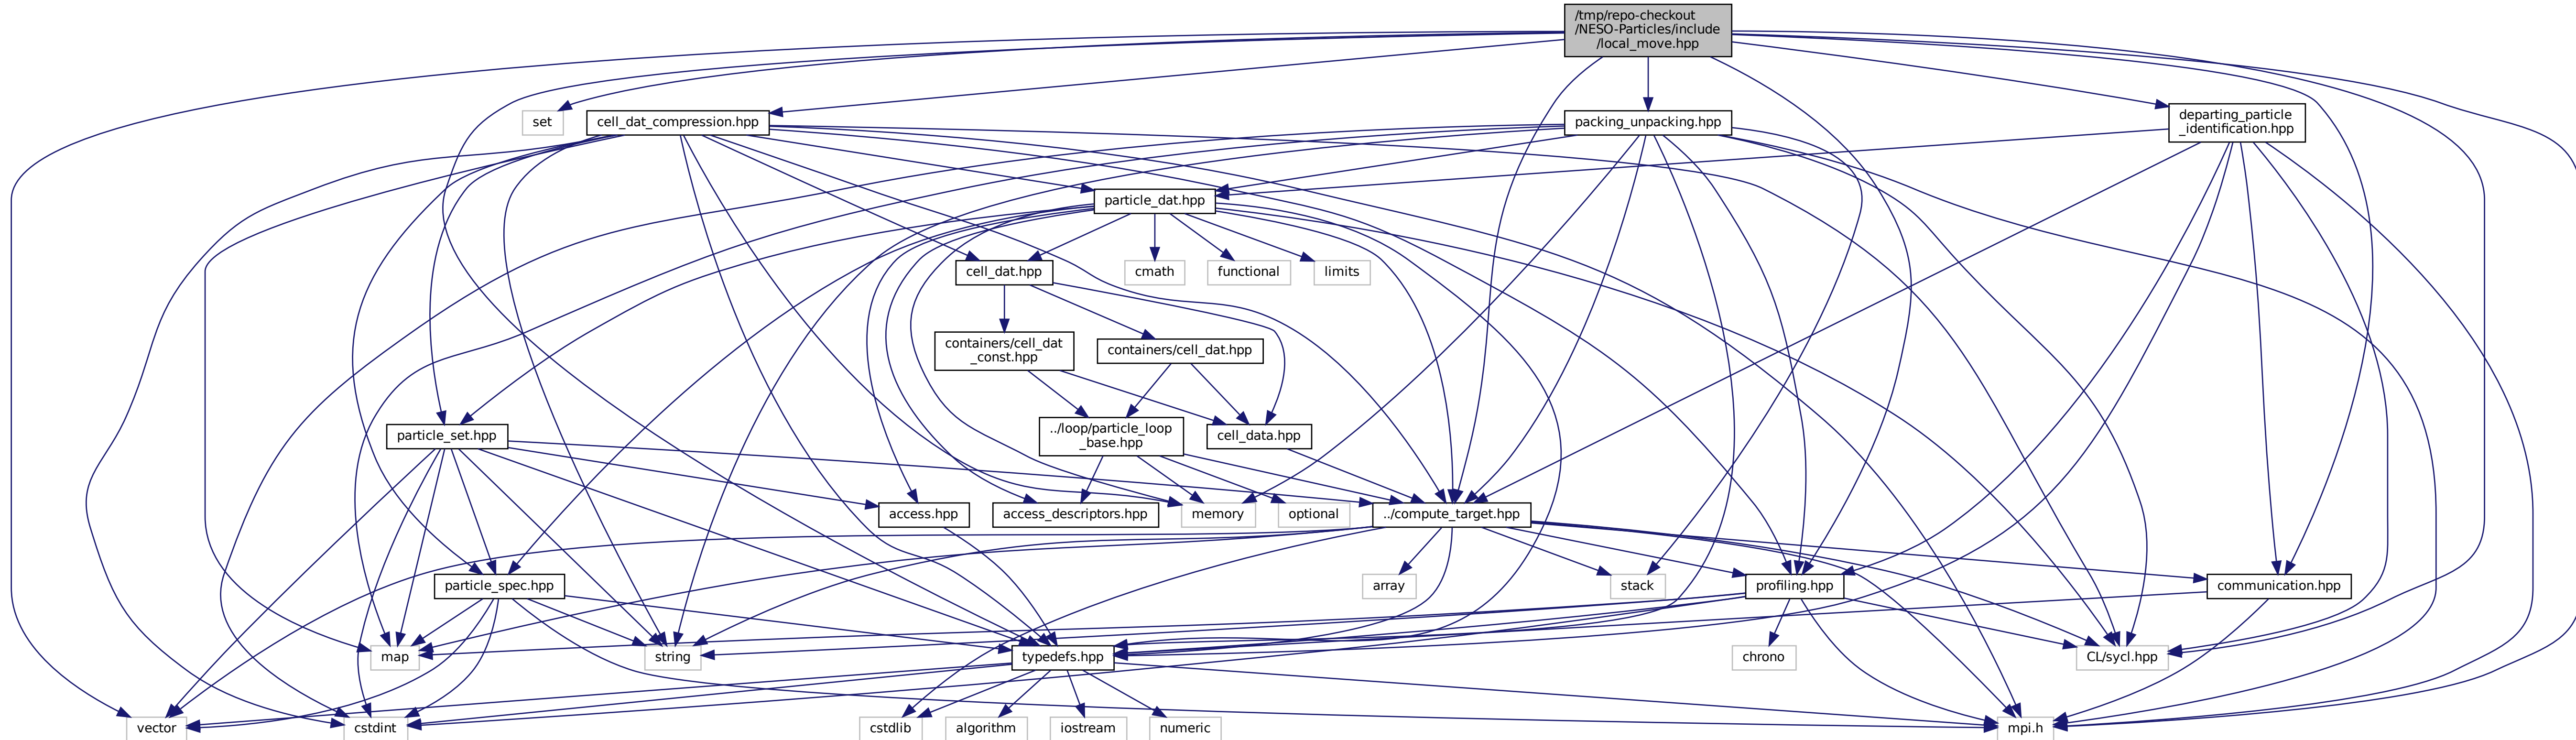 /tmp/repo-checkout
/NESO-Particles/include
/local_move.hpp
set
cell_dat_compression.hpp
packing_unpacking.hpp
departing_particle
_identification.hpp
particle_dat.hpp
cell_dat.hpp
cmath
functional
limits
containers/cell_dat
_const.hpp
containers/cell_dat.hpp
particle_set.hpp
../loop/particle_loop
_base.hpp
cell_data.hpp
access.hpp
access_descriptors.hpp
memory
optional
../compute_target.hpp
particle_spec.hpp
array
stack
profiling.hpp
communication.hpp
map
string
typedefs.hpp
chrono
CL/sycl.hpp
vector
cstdint
cstdlib
algorithm
iostream
numeric
mpi.h